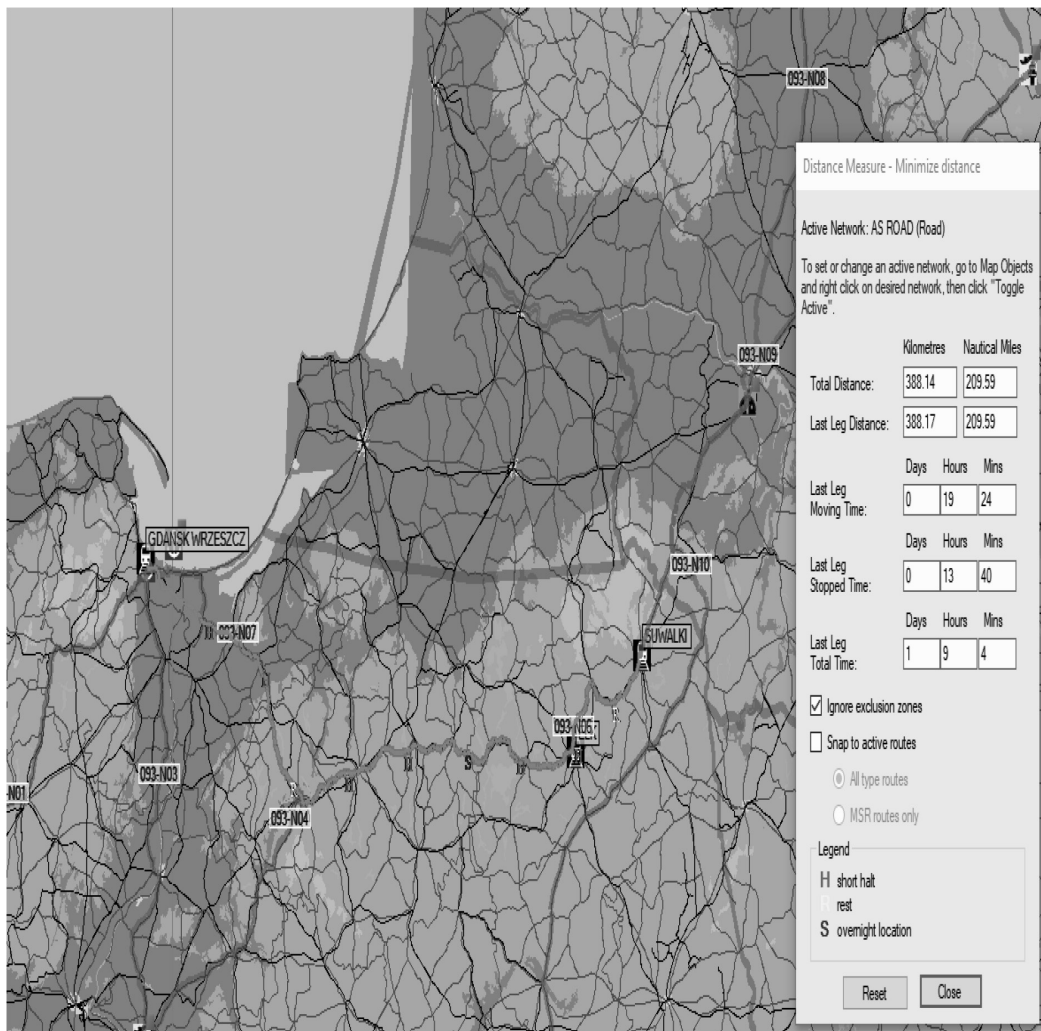 093-N08
Distance Measure - Minimize distance
Active Network: AS ROAD (Road)
To set or change an active network, go to Map Objects
and right click on desired network, then click "Toggle
Active".
Kilometres Nautical Miles
Total Distance: 388.14 209.59
Last Leg Distance: 388.17 209.59
Days Hours Mins
Last Leg
Moving Time: 0 19 24
Days Hours Mins
Last Leg
Stopped Time: 0 13 40
Days Hours Mins
Last Leg
Total Time: 1 9 4
Ignore exclusion zones
Snap to active routes
All type routes
MSR routes only
Legend
H short halt
R rest
S overnight location
Reset Close
093-N09
GDANSK WRZESZCZ
093-N10
093-N07
SUWALKI
093-N06
S
093-N03
-N01
093-N04